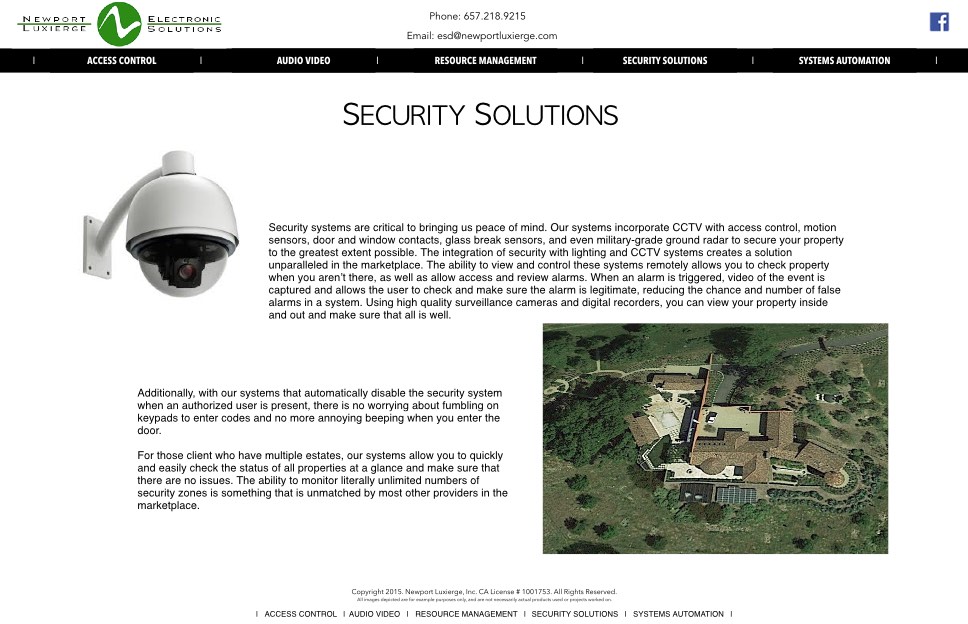 NEWPORT LUXIERGE
ELECTRONIC SOLUTIONS
Phone: 657.218.9215
Email: esd@newportluxierge.com
| ACCESS CONTROL | AUDIO VIDEO | RESOURCE MANAGEMENT | SECURITY SOLUTIONS | SYSTEMS AUTOMATION |
SECURITY SOLUTIONS
Security systems are critical to bringing us peace of mind. Our systems incorporate CCTV with access control, motion
sensors, door and window contacts, glass break sensors, and even military-grade ground radar to secure your property
to the greatest extent possible. The integration of security with lighting and CCTV systems creates a solution
unparalleled in the marketplace. The ability to view and control these systems remotely allows you to check property
when you aren't there, as well as allow access and review alarms. When an alarm is triggered, video of the event is
captured and allows the user to check and make sure the alarm is legitimate, reducing the chance and number of false
alarms in a system. Using high quality surveillance cameras and digital recorders, you can view your property inside
and out and make sure that all is well.
Additionally, with our systems that automatically disable the security system
when an authorized user is present, there is no worrying about fumbling on
keypads to enter codes and no more annoying beeping when you enter the
door.
For those client who have multiple estates, our systems allow you to quickly
and easily check the status of all properties at a glance and make sure that
there are no issues. The ability to monitor literally unlimited numbers of
security zones is something that is unmatched by most other providers in the
marketplace.
Copyright 2015. Newport Luxierge, Inc. CA License # 1001753. All Rights Reserved.
All images depicted are for example purposes only, and are not necessarily actual products used or projects worked on.
| ACCESS CONTROL | AUDIO VIDEO | RESOURCE MANAGEMENT | SECURITY SOLUTIONS | SYSTEMS AUTOMATION |